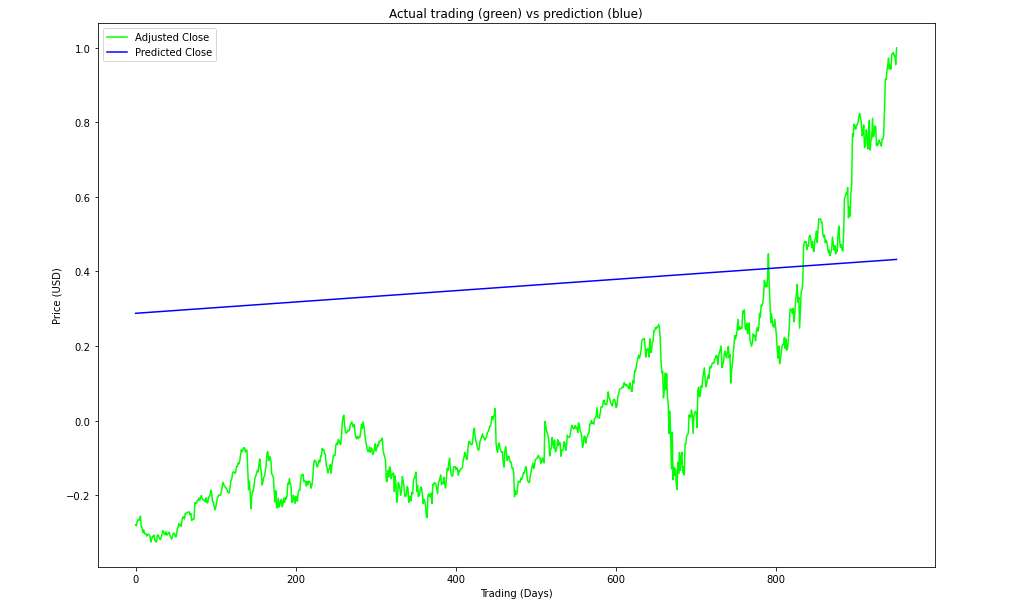 Actual trading (green) vs prediction (blue)
Adjusted Close
Predicted Close
1.0
0.8
0.6
0.4
0.2
0.0
−0.2
Price (USD)
0 200 400 600 800
Trading (Days)